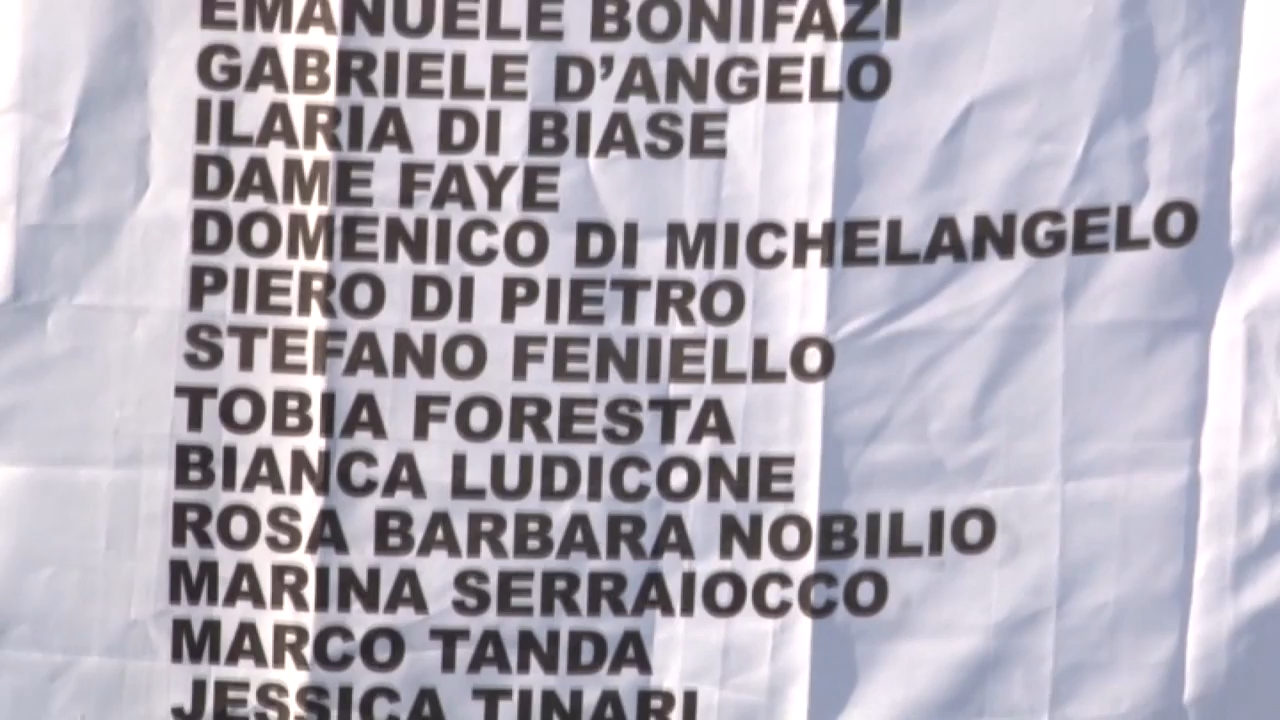 EMANUELE BONIFAZI
GABRIELE D’ANGELO
ILARIA DI BIASE
DAME FAYE
DOMENICO DI MICHELANGELO
PIERO DI PIETRO
STEFANO FENIELLO
TOBIA FORESTA
BIANCA LUDICONE
ROSA BARBARA NOBILIO
MARINA SERRAIOCCO
MARCO TANDA
JESSICA TINARI